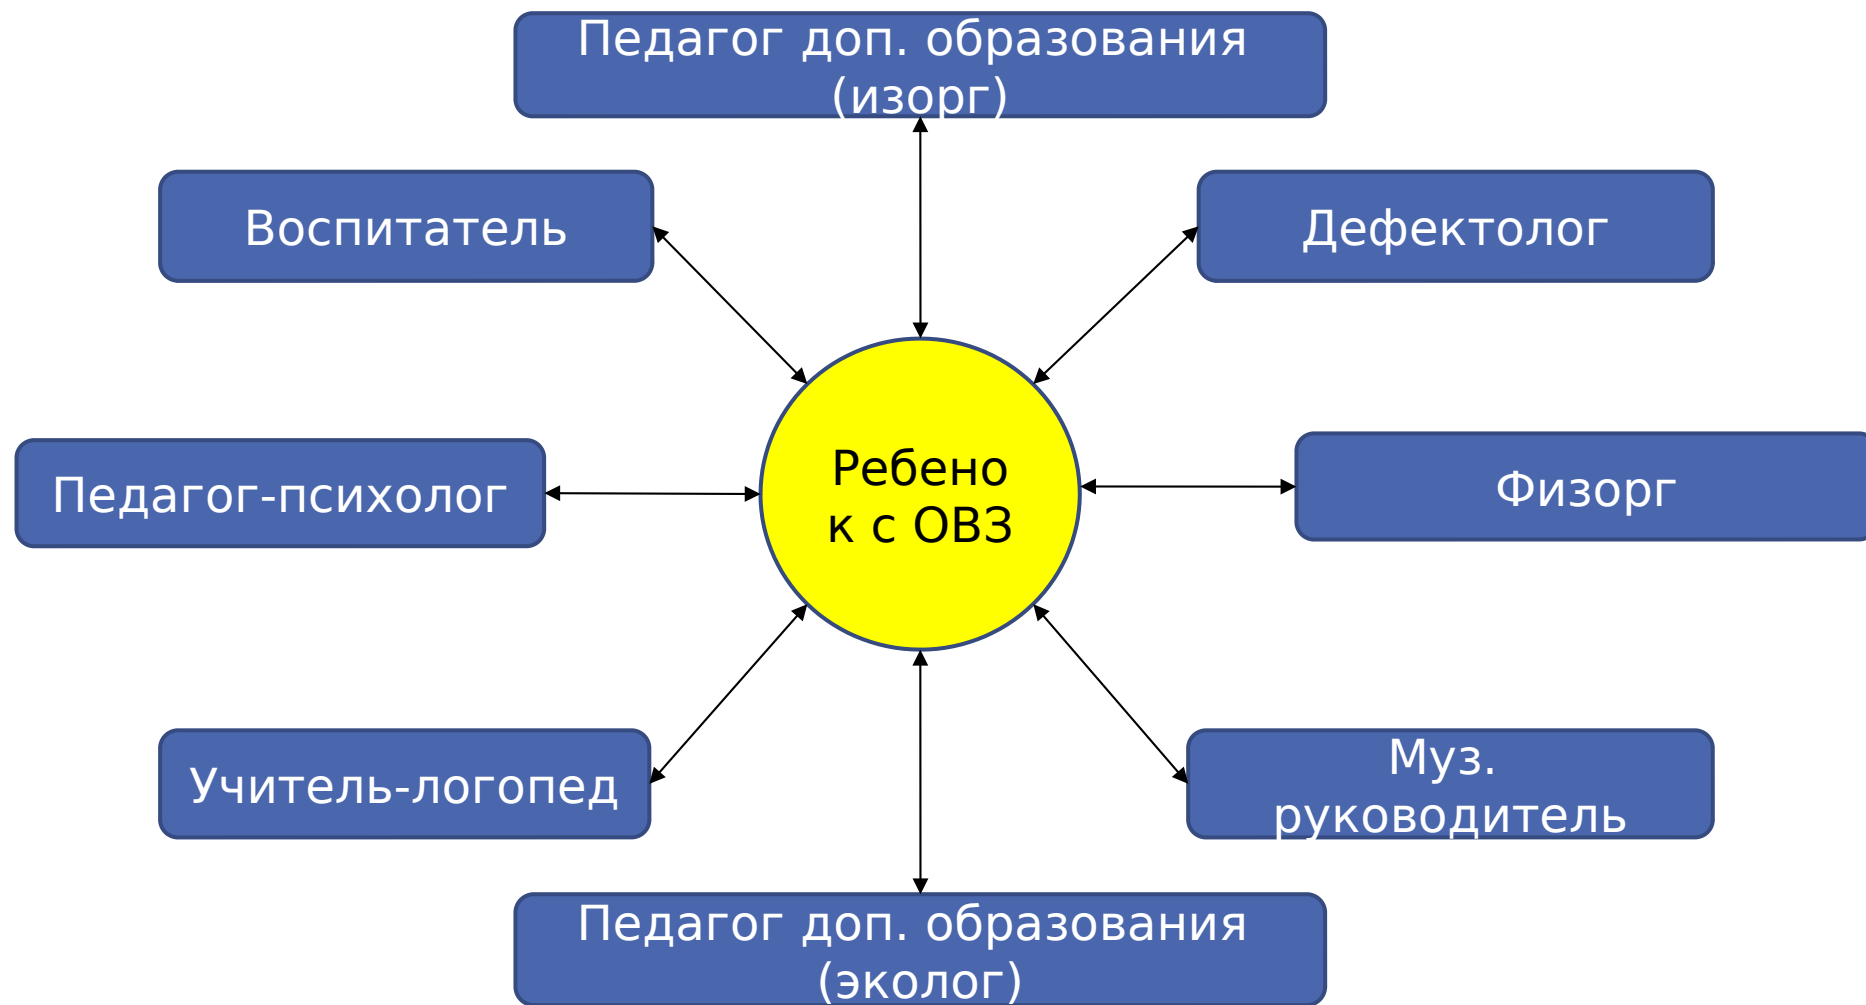 Педагог доп. образования
(изорг)
Воспитатель
Дефектолог
Ребено
к с ОВЗ
Педагог-психолог
Физорг
Учитель-логопед
Муз.
руководитель
Педагог доп. образования
(эколог)